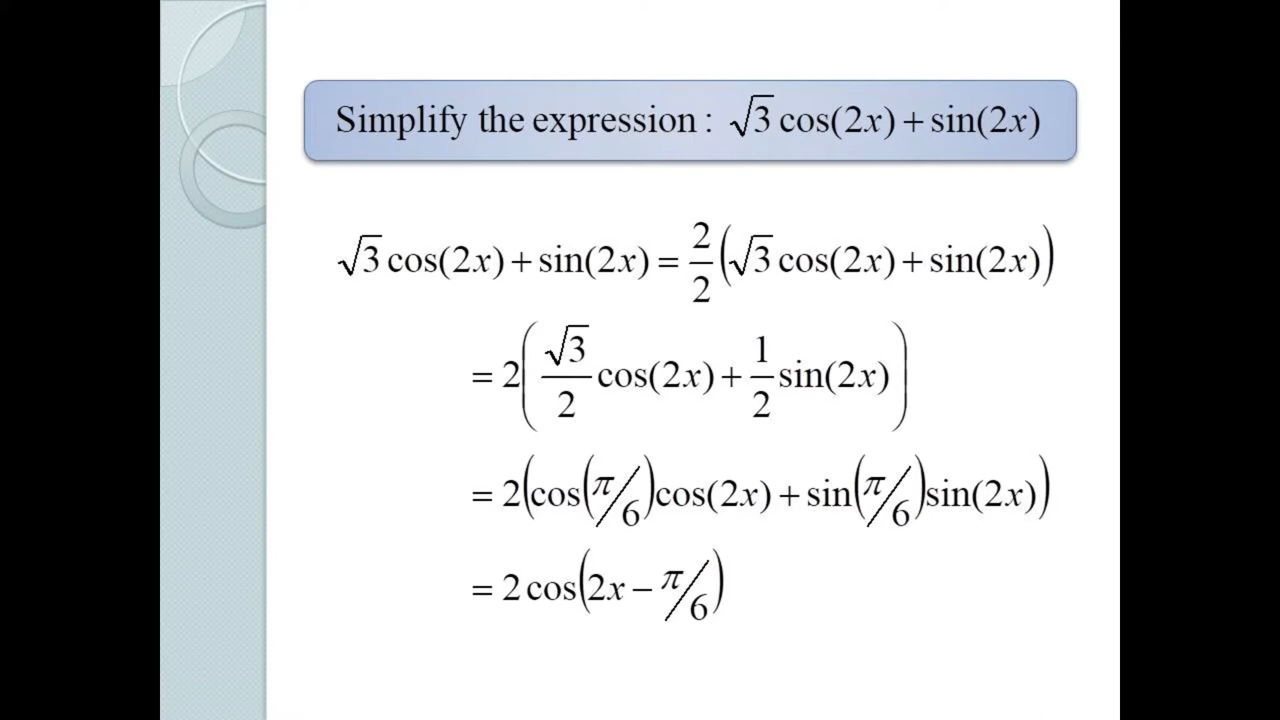 Simplify the expression : √3 cos(2x) + sin(2x)
√3 cos(2x) + sin(2x) = 2/2 (√3 cos(2x) + sin(2x))
= 2(√3/2 cos(2x) + 1/2 sin(2x))
= 2(cos(π/6)cos(2x) + sin(π/6)sin(2x))
= 2 cos(2x − π/6)